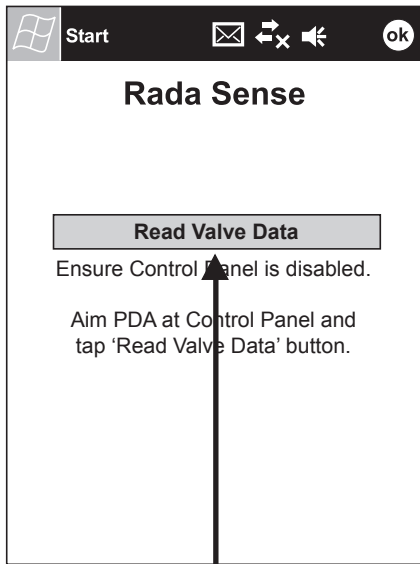 Start ok
Rada Sense
Read Valve Data
Ensure Control Panel is disabled.
Aim PDA at Control Panel and
tap ‘Read Valve Data’ button.